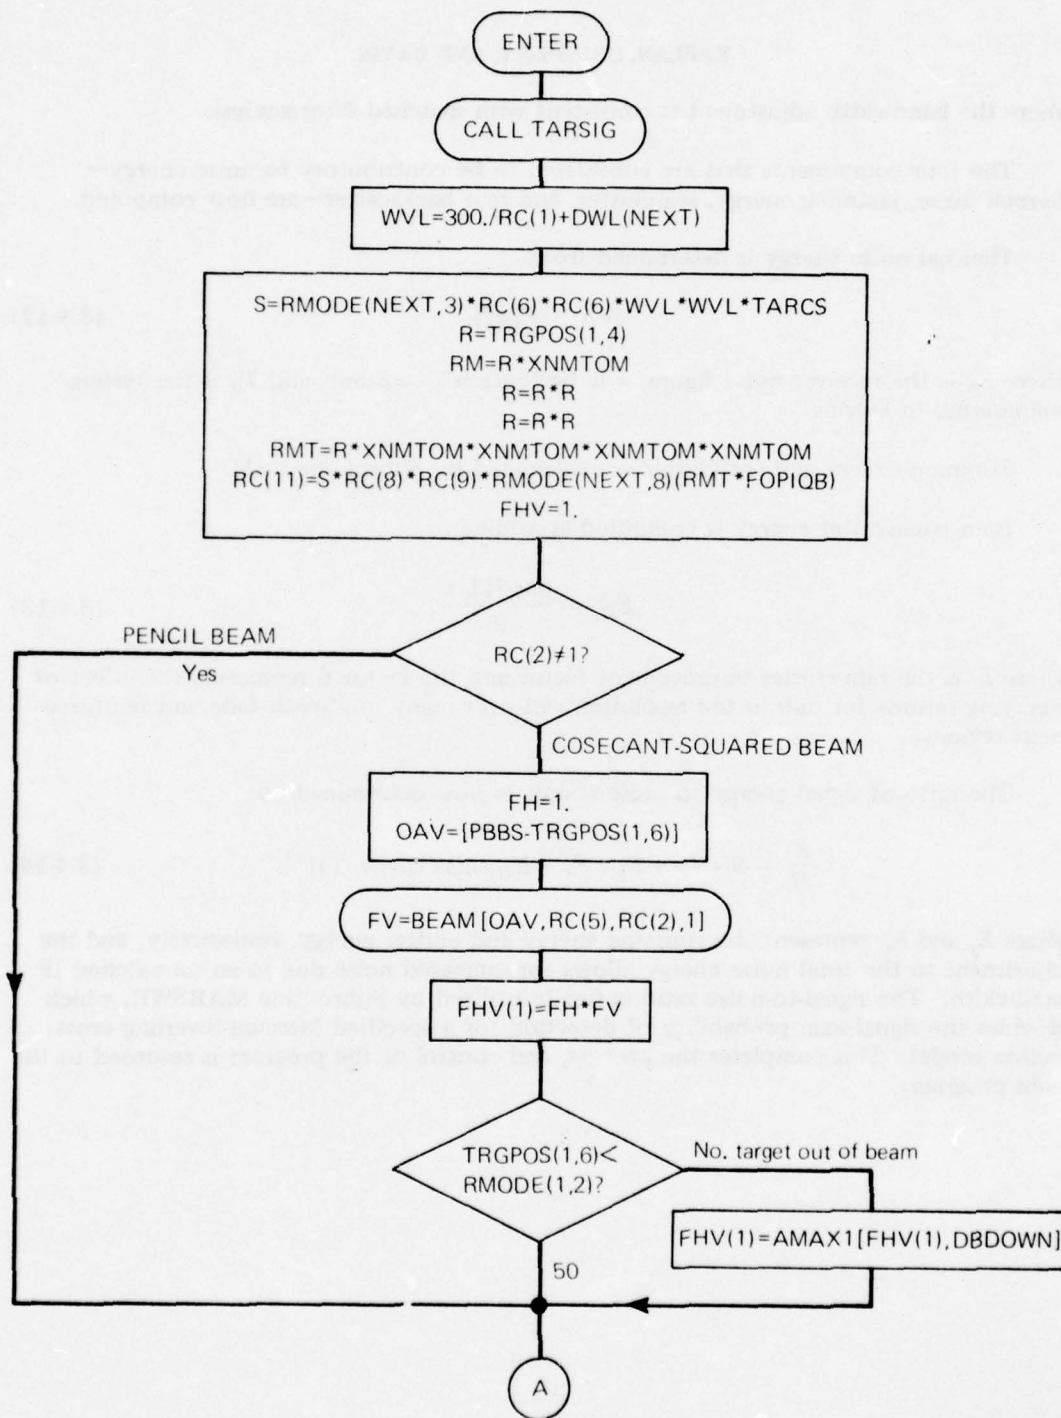 ENTER
CALL TARSIG
WVL=300./RC(1)+DWL(NEXT)
S=RMODE(NEXT,3)*RC(6)*RC(6)*WVL*WVL*TARCS
R=TRGPOS(1,4)
RM=R*XNMTOM
R=R*R
R=R*R
RMT=R*XNMTOM*XNMTOM*XNMTOM*XNMTOM
RC(11)=S*RC(8)*RC(9)*RMODE(NEXT,8)(RMT*FOPIQB)
FHV=1.
RC(2)≠1?
PENCIL BEAM
Yes
COSECANT-SQUARED BEAM
FH=1.
OAV=[PBBS-TRGPOS(1,6)]
FV=BEAM[OAV,RC(5),RC(2),1]
FHV(1)=FH*FV
TRGPOS(1,6)<
RMODE(1,2)?
No. target out of beam
FHV(1)=AMAX1[FHV(1),DBDOWN]
50
A